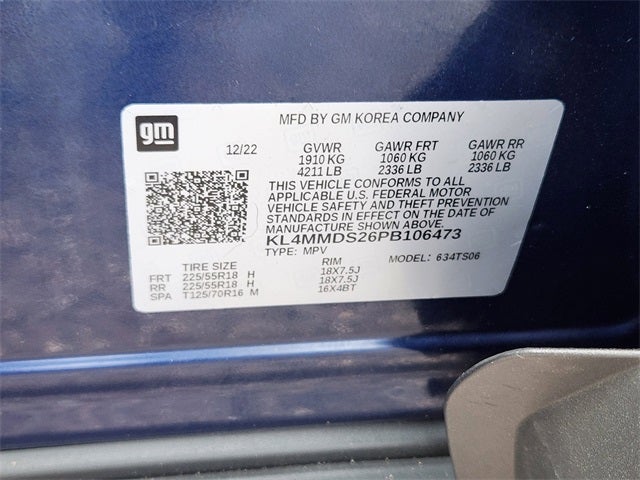 gm
MFD BY GM KOREA COMPANY
12/22 GVWR GAWR FRT GAWR RR
1910 KG 1060 KG 1060 KG
4211 LB 2336 LB 2336 LB
THIS VEHICLE CONFORMS TO ALL
APPLICABLE U.S. FEDERAL MOTOR
VEHICLE SAFETY AND THEFT PREVENTION
STANDARDS IN EFFECT ON THE DATE OF
MANUFACTURE SHOWN ABOVE.
KL4MMDS26PB106473
TYPE: MPV MODEL: 634TS06
TIRE SIZE RIM
FRT 225/55R18 H 18X7.5J
RR 225/55R18 H 18X7.5J
SPA T125/70R16 M 16X4BT